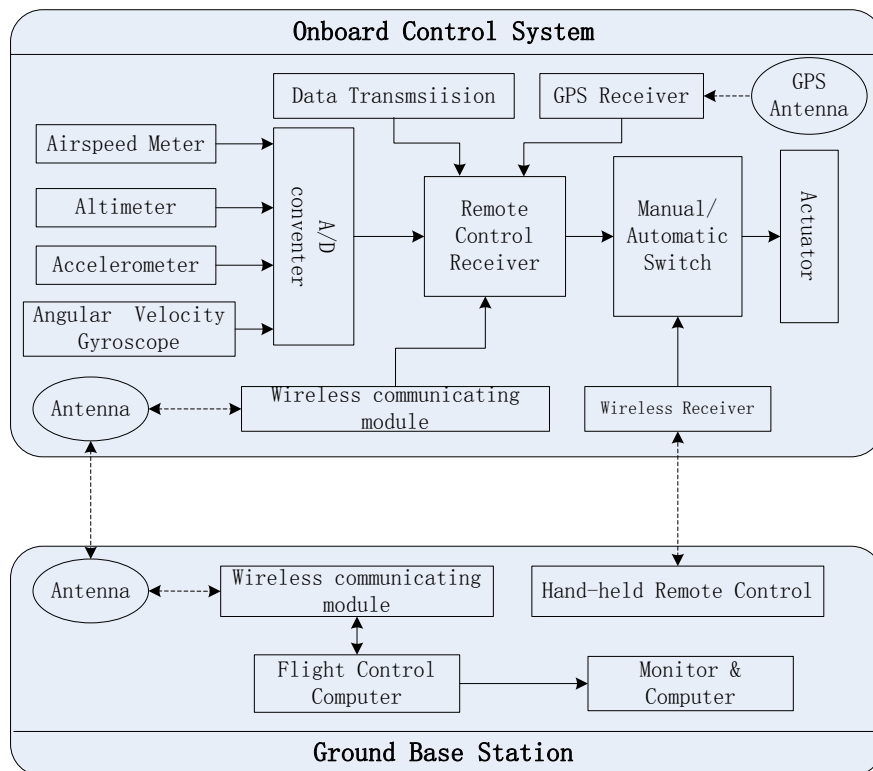 Onboard Control System
Data Transmsiision
GPS Receiver
GPS
Antenna
Airspeed Meter
Altimeter
Accelerometer
Angular Velocity
Gyroscope
A/D
conventer
Remote
Control
Receiver
Manual/
Automatic
Switch
Actuator
Antenna
Wireless communicating
module
Wireless Receiver
Antenna
Wireless communicating
module
Hand-held Remote Control
Flight Control
Computer
Monitor &
Computer
Ground Base Station